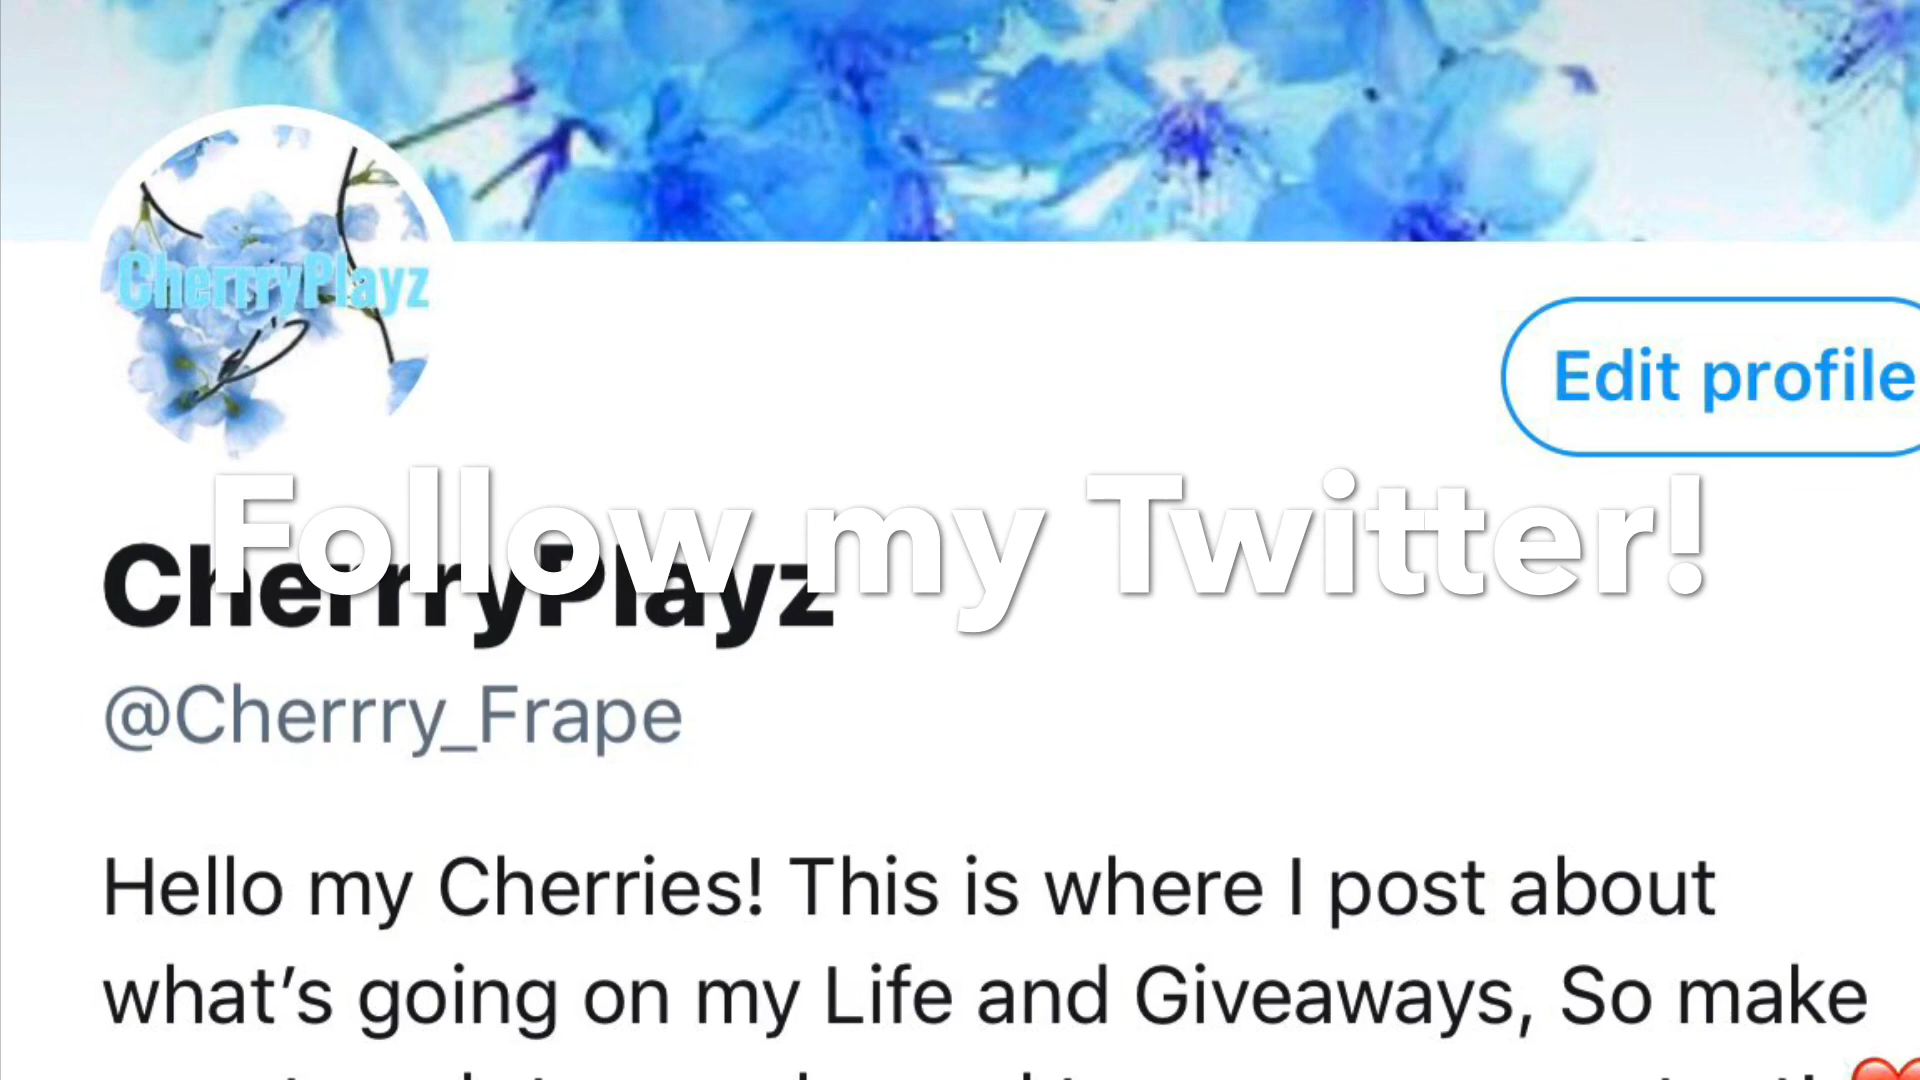 CherrryPlayz
Edit profile
Follow my Twitter!
CherrryPlayz
@Cherrry_Frape
Hello my Cherries! This is where I post about
what's going on my Life and Giveaways, So make